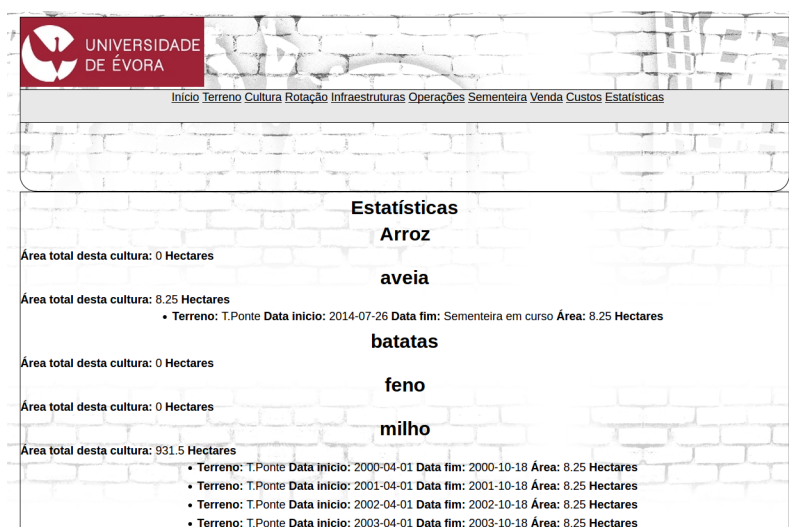 UNIVERSIDADE
DE ÉVORA
Início Terreno Cultura Rotação Infraestruturas Operações Sementeira Venda Custos Estatísticas
Estatísticas
Arroz
Área total desta cultura: 0 Hectares
aveia
Área total desta cultura: 8.25 Hectares
• Terreno: T.Ponte Data inicio: 2014-07-26 Data fim: Sementeira em curso Área: 8.25 Hectares
batatas
Área total desta cultura: 0 Hectares
feno
Área total desta cultura: 0 Hectares
milho
Área total desta cultura: 931.5 Hectares
• Terreno: T.Ponte Data inicio: 2000-04-01 Data fim: 2000-10-18 Área: 8.25 Hectares
• Terreno: T.Ponte Data inicio: 2001-04-01 Data fim: 2001-10-18 Área: 8.25 Hectares
• Terreno: T.Ponte Data inicio: 2002-04-01 Data fim: 2002-10-18 Área: 8.25 Hectares
• Terreno: T.Ponte Data inicio: 2003-04-01 Data fim: 2003-10-18 Área: 8.25 Hectares